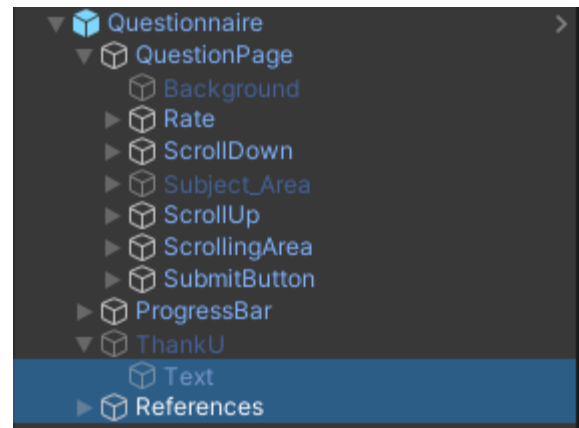 Questionnaire
QuestionPage
Background
Rate
ScrollDown
Subject_Area
ScrollUp
ScrollingArea
SubmitButton
ProgressBar
ThankU
Text
References